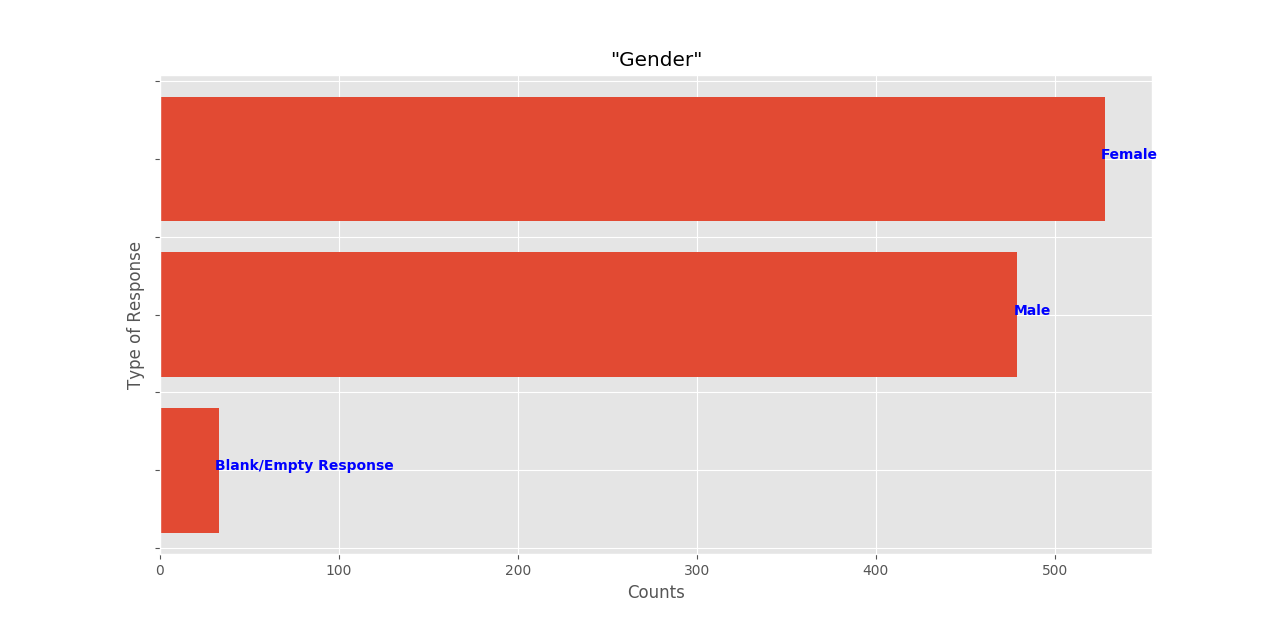 "Gender"
Female
Male
Blank/Empty Response
Type of Response
0 100 200 300 400 500
Counts